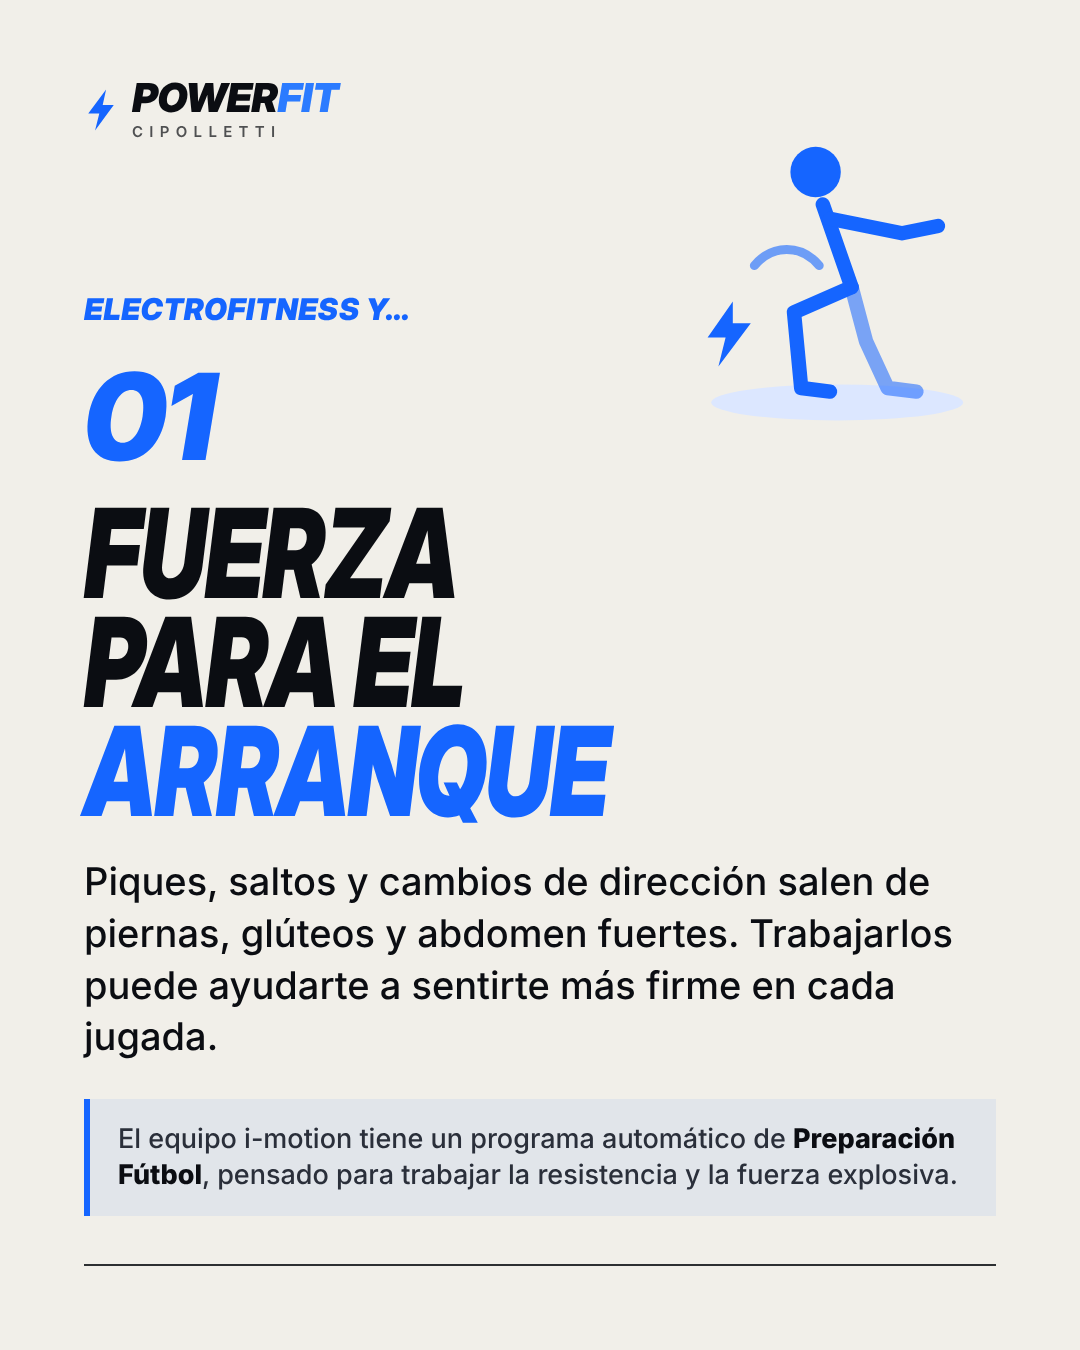 POWERFIT
CIPOLLETTI
ELECTROFITNESS Y...
01
FUERZA
PARA EL
ARRANQUE
Piques, saltos y cambios de dirección salen de
piernas, glúteos y abdomen fuertes. Trabajarlos
puede ayudarte a sentirte más firme en cada
jugada.
El equipo i-motion tiene un programa automático de Preparación
Fútbol, pensado para trabajar la resistencia y la fuerza explosiva.